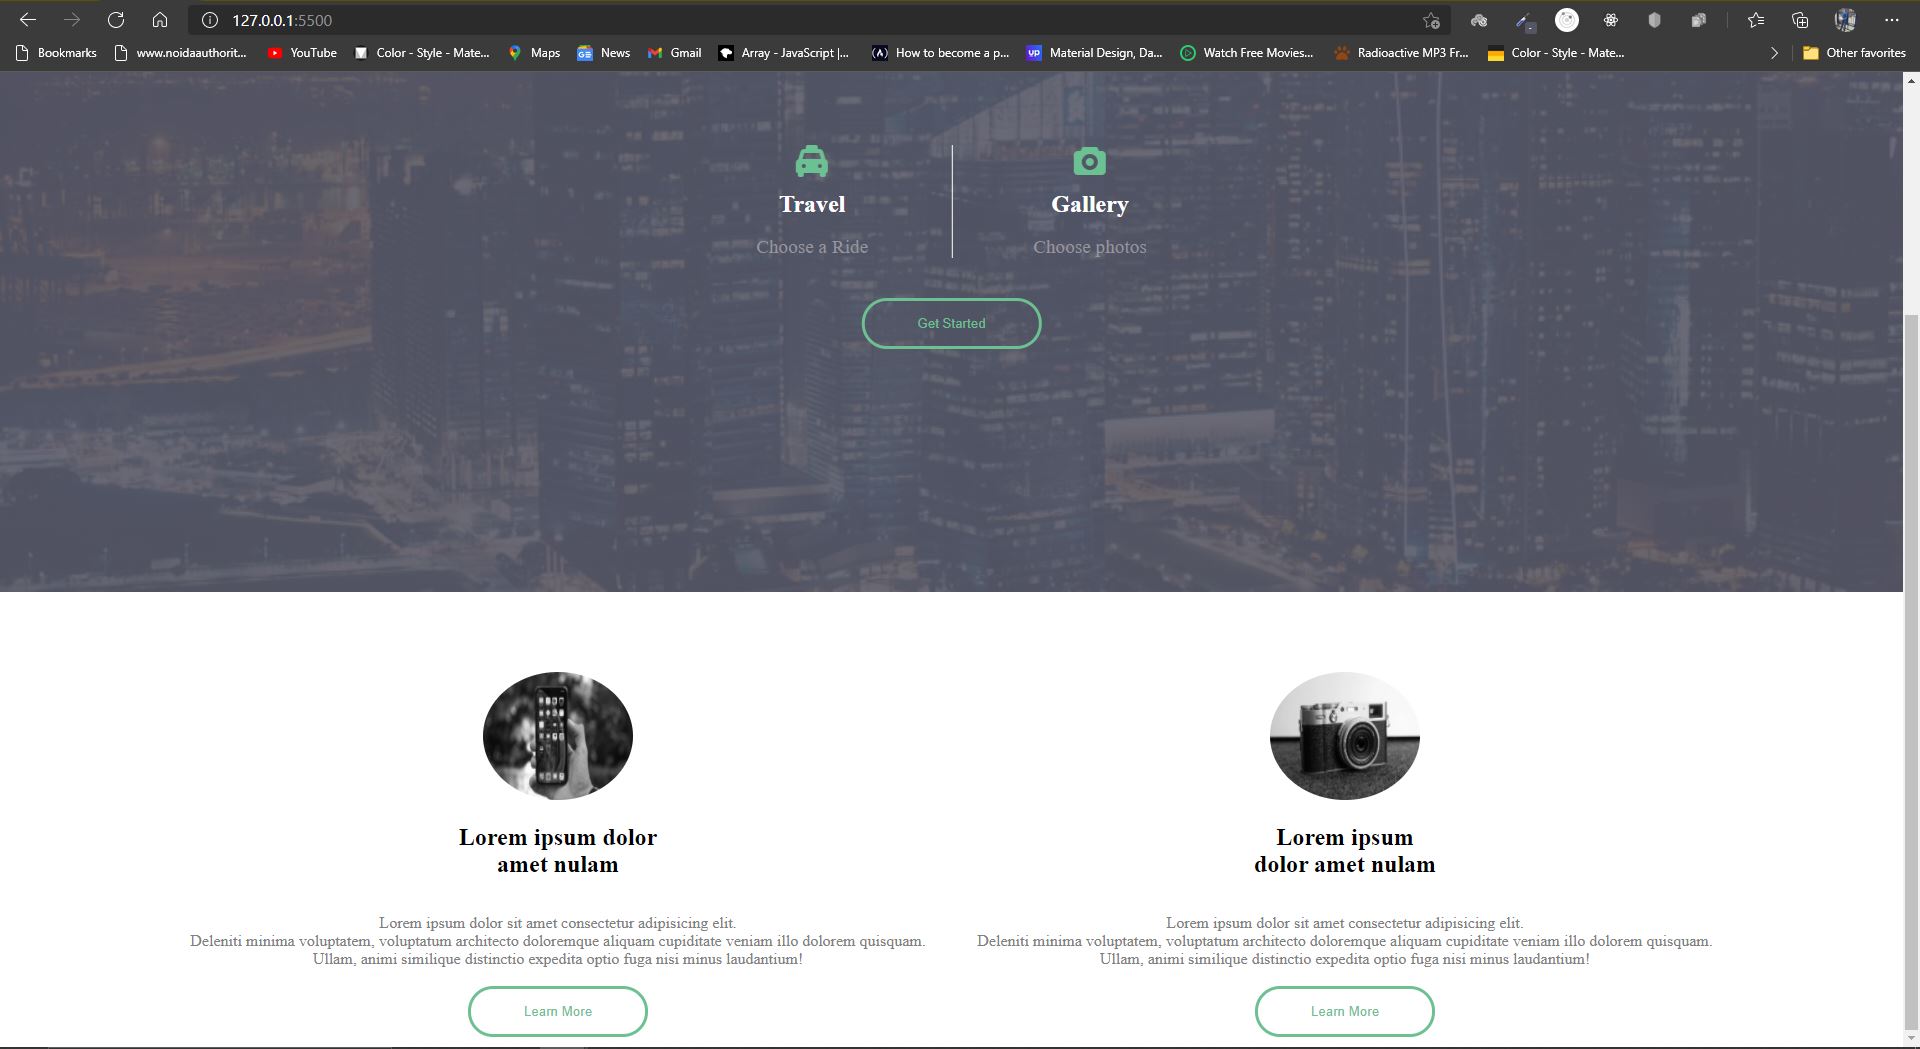 127.0.0.1:5500
Bookmarks www.noidaauthorit... YouTube Color - Style - Mate... Maps News Gmail Array - JavaScript |... How to become a p... Material Design, Da... Watch Free Movies... Radioactive MP3 Fr... Color - Style - Mate... Other favorites
Travel Gallery
Choose a Ride Choose photos
Get Started
Lorem ipsum dolor
amet nulam
Lorem ipsum dolor sit amet consectetur adipisicing elit.
Deleniti minima voluptatem, voluptatum architecto doloremque aliquam cupiditate veniam illo dolorem quisquam.
Ullam, animi similique distinctio expedita optio fuga nisi minus laudantium!
Learn More
Lorem ipsum
dolor amet nulam
Lorem ipsum dolor sit amet consectetur adipisicing elit.
Deleniti minima voluptatem, voluptatum architecto doloremque aliquam cupiditate veniam illo dolorem quisquam.
Ullam, animi similique distinctio expedita optio fuga nisi minus laudantium!
Learn More